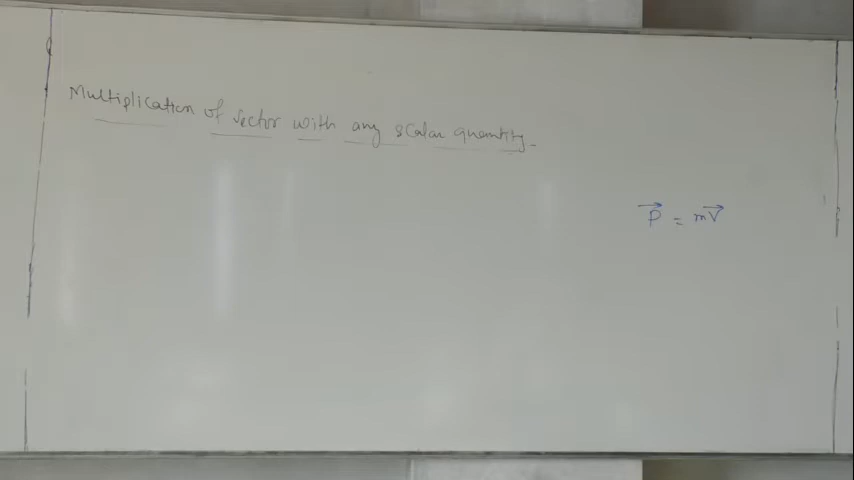 Multiplication of vector with any scalar quantity.
P⃗ = mV⃗